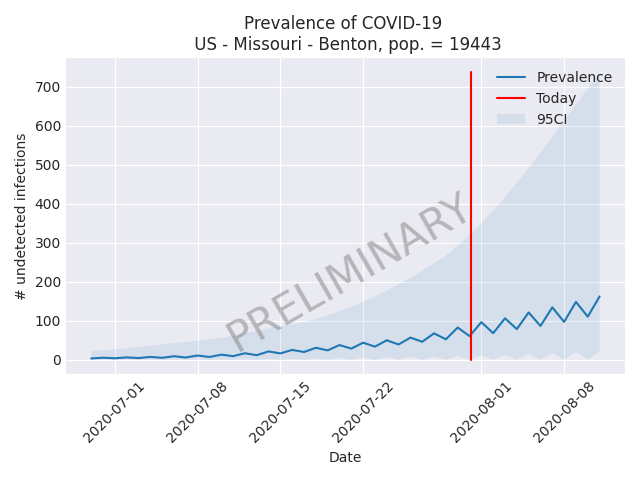 Prevalence of COVID-19
US - Missouri - Benton, pop. = 19443
# undetected infections
700
600
500
400
300
200
100
0
Prevalence
Today
95CI
PRELIMINARY
2020-07-01
2020-07-08
2020-07-15
2020-07-22
2020-08-01
2020-08-08
Date